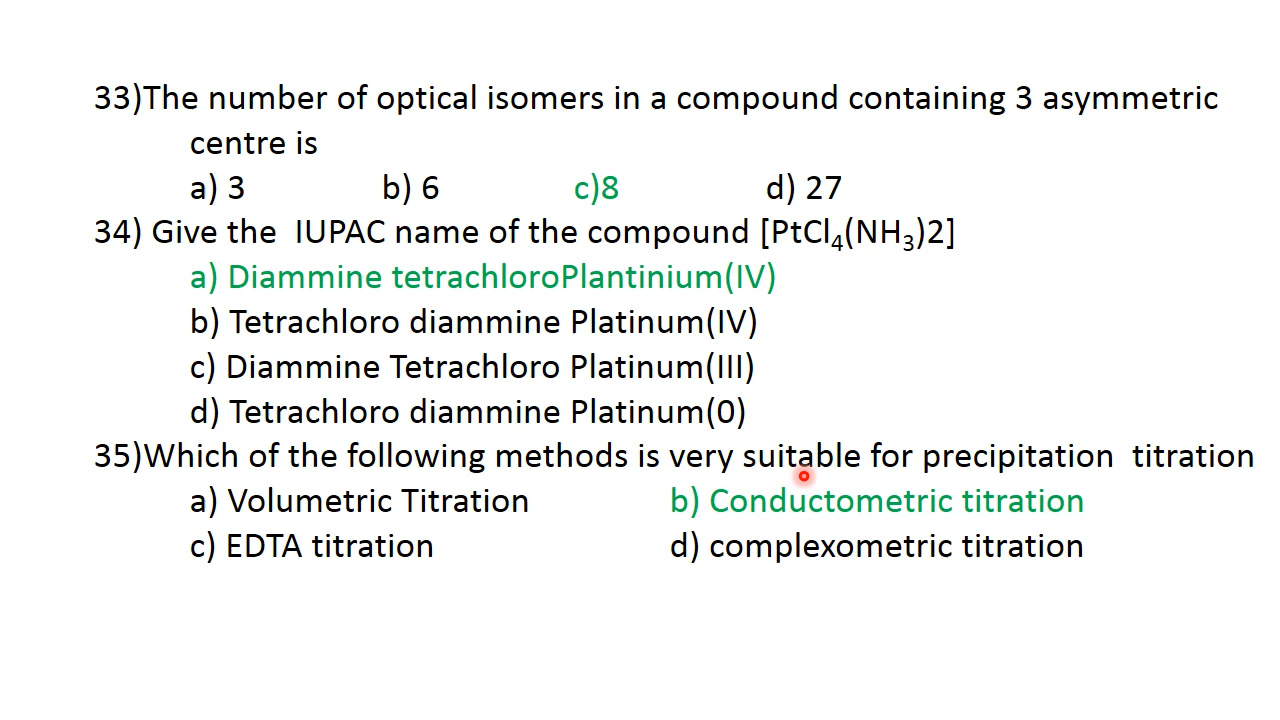 33)The number of optical isomers in a compound containing 3 asymmetric
centre is
a) 3 b) 6 c)8 d) 27
34) Give the IUPAC name of the compound [PtCl₄(NH₃)2]
a) Diammine tetrachloroPlantinium(IV)
b) Tetrachloro diammine Platinum(IV)
c) Diammine Tetrachloro Platinum(III)
d) Tetrachloro diammine Platinum(0)
35)Which of the following methods is very suitable for precipitation titration
a) Volumetric Titration b) Conductometric titration
c) EDTA titration d) complexometric titration